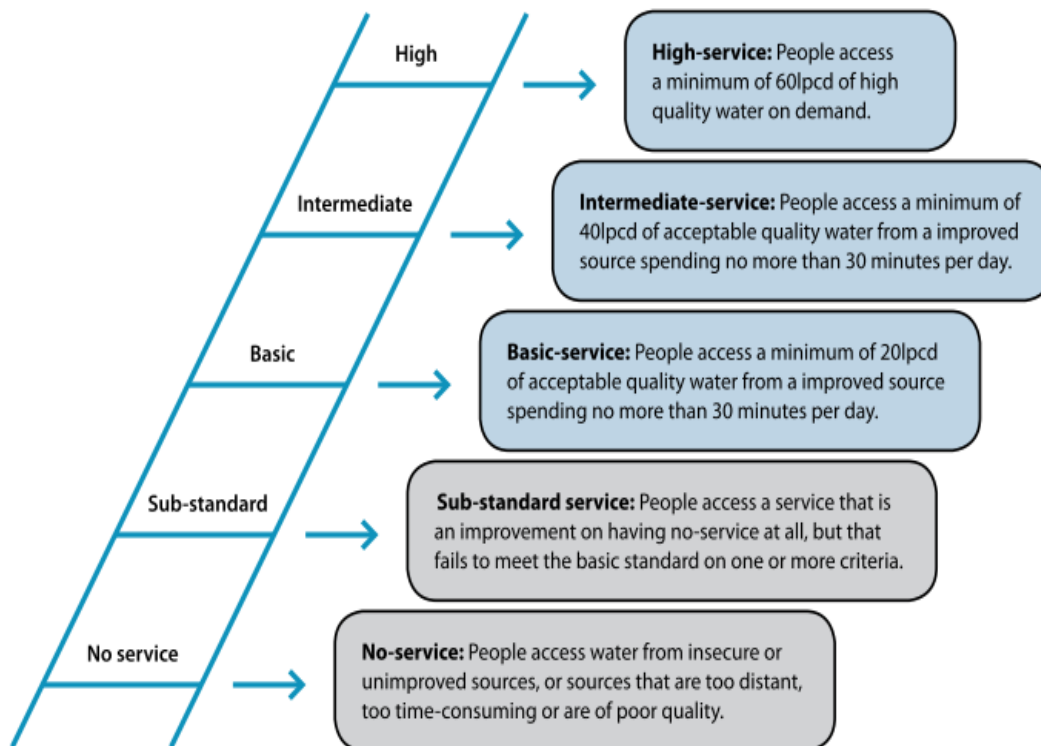 High
High-service: People access
a minimum of 60lpcd of high
quality water on demand.
Intermediate
Intermediate-service: People access a minimum of
40lpcd of acceptable quality water from a improved
source spending no more than 30 minutes per day.
Basic
Basic-service: People access a minimum of 20lpcd
of acceptable quality water from a improved source
spending no more than 30 minutes per day.
Sub-standard
Sub-standard service: People access a service that is
an improvement on having no-service at all, but that
fails to meet the basic standard on one or more criteria.
No service
No-service: People access water from insecure or
unimproved sources, or sources that are too distant,
too time-consuming or are of poor quality.